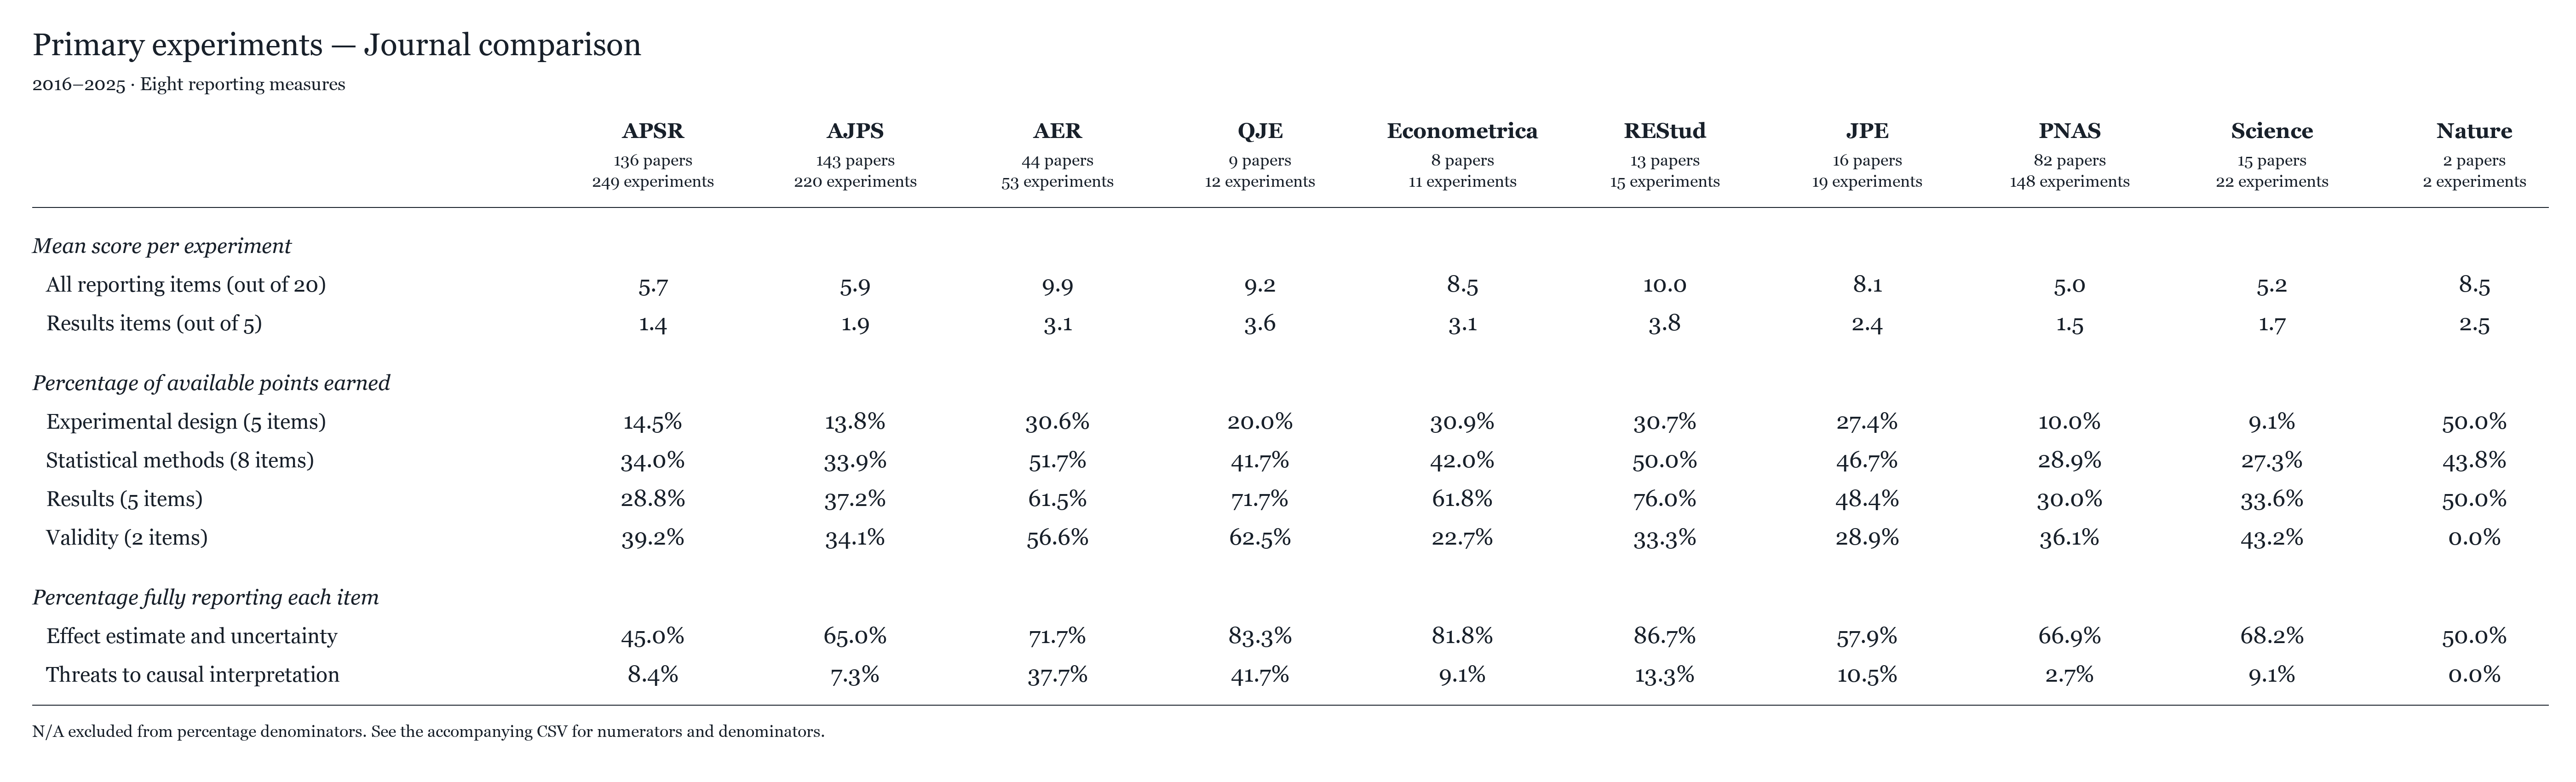 Primary experiments — Journal comparison
2016–2025 · Eight reporting measures
APSR AJPS AER QJE Econometrica REStud JPE PNAS Science Nature
136 papers 143 papers 44 papers 9 papers 8 papers 13 papers 16 papers 82 papers 15 papers 2 papers
249 experiments 220 experiments 53 experiments 12 experiments 11 experiments 15 experiments 19 experiments 148 experiments 22 experiments 2 experiments
Mean score per experiment
All reporting items (out of 20) 5.7 5.9 9.9 9.2 8.5 10.0 8.1 5.0 5.2 8.5
Results items (out of 5) 1.4 1.9 3.1 3.6 3.1 3.8 2.4 1.5 1.7 2.5
Percentage of available points earned
Experimental design (5 items) 14.5% 13.8% 30.6% 20.0% 30.9% 30.7% 27.4% 10.0% 9.1% 50.0%
Statistical methods (8 items) 34.0% 33.9% 51.7% 41.7% 42.0% 50.0% 46.7% 28.9% 27.3% 43.8%
Results (5 items) 28.8% 37.2% 61.5% 71.7% 61.8% 76.0% 48.4% 30.0% 33.6% 50.0%
Validity (2 items) 39.2% 34.1% 56.6% 62.5% 22.7% 33.3% 28.9% 36.1% 43.2% 0.0%
Percentage fully reporting each item
Effect estimate and uncertainty 45.0% 65.0% 71.7% 83.3% 81.8% 86.7% 57.9% 66.9% 68.2% 50.0%
Threats to causal interpretation 8.4% 7.3% 37.7% 41.7% 9.1% 13.3% 10.5% 2.7% 9.1% 0.0%
N/A excluded from percentage denominators. See the accompanying CSV for numerators and denominators.